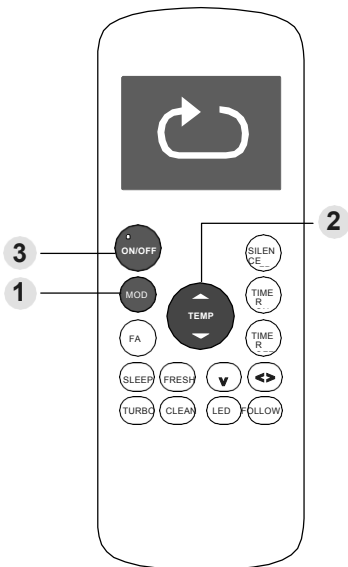 2
3
ON/OFF
SILEN
CE
1
MOD
TIME
R
TEMP
FA
TIME
R
SLEEP
FRESH
v
<>
TURBO
CLEAN
LED
FOLLOW